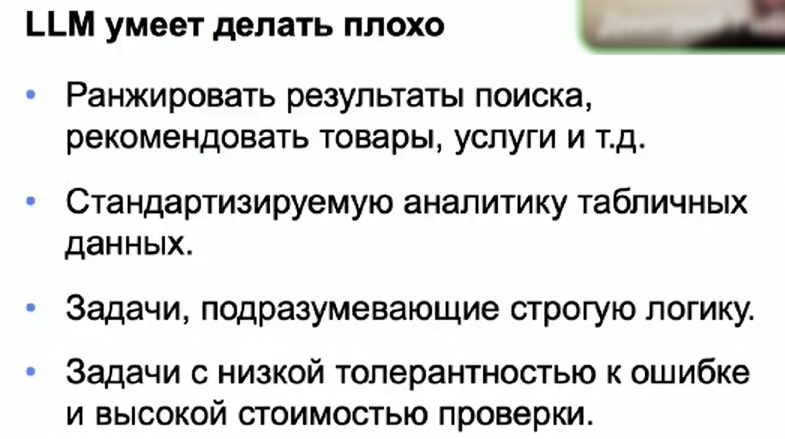 LLM умеет делать плохо
Ранжировать результаты поиска,
рекомендовать товары, услуги и т.д.
Стандартизируемую аналитику табличных
данных.
Задачи, подразумевающие строгую логику.
Задачи с низкой толерантностью к ошибке
и высокой стоимостью проверки.